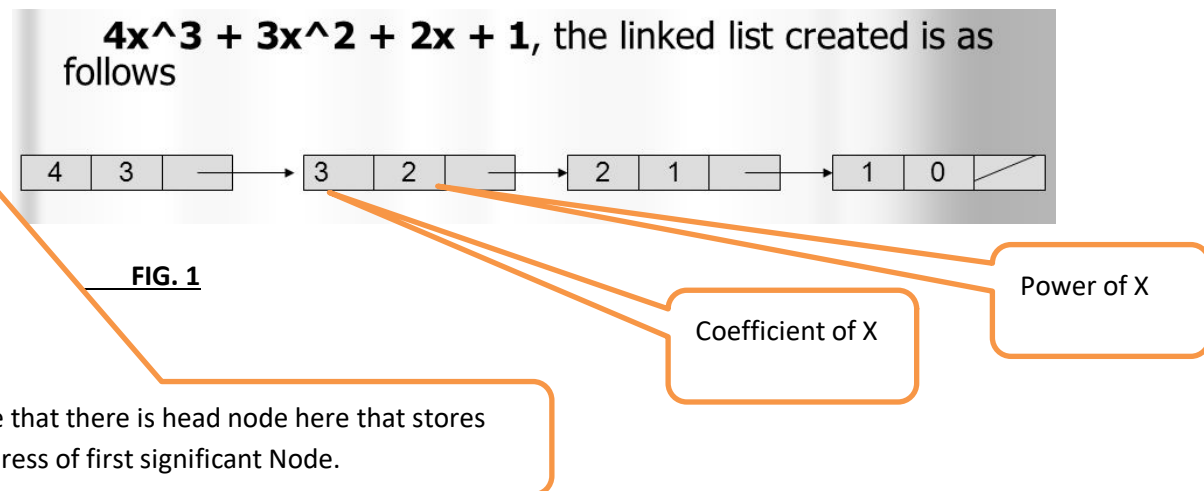 4x^3 + 3x^2 + 2x + 1, the linked list created is as
follows
4 3 3 2 2 1 1 0
FIG. 1
Power of X
Coefficient of X
that there is head node here that stores
of first significant Node.